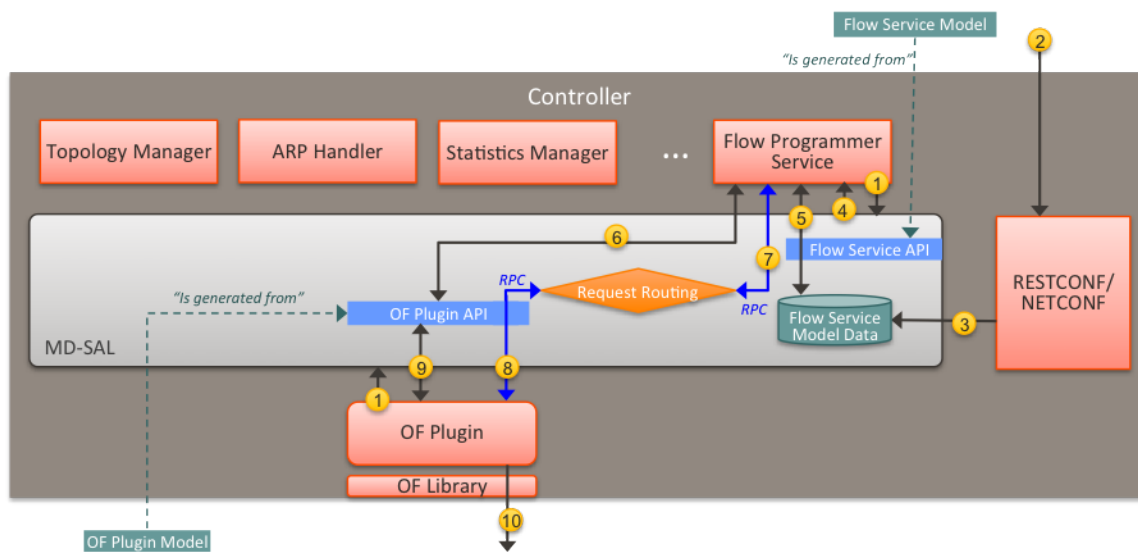 Flow Service Model
2
“Is generated from”
Controller
Topology Manager
ARP Handler
Statistics Manager
...
Flow Programmer
Service
1
4
5
6
7
Flow Service API
RPC
Request Routing
RPC
“Is generated from”
OF Plugin API
Flow Service
Model Data
3
RESTCONF/
NETCONF
MD-SAL
1
9
8
OF Plugin
OF Library
10
OF Plugin Model